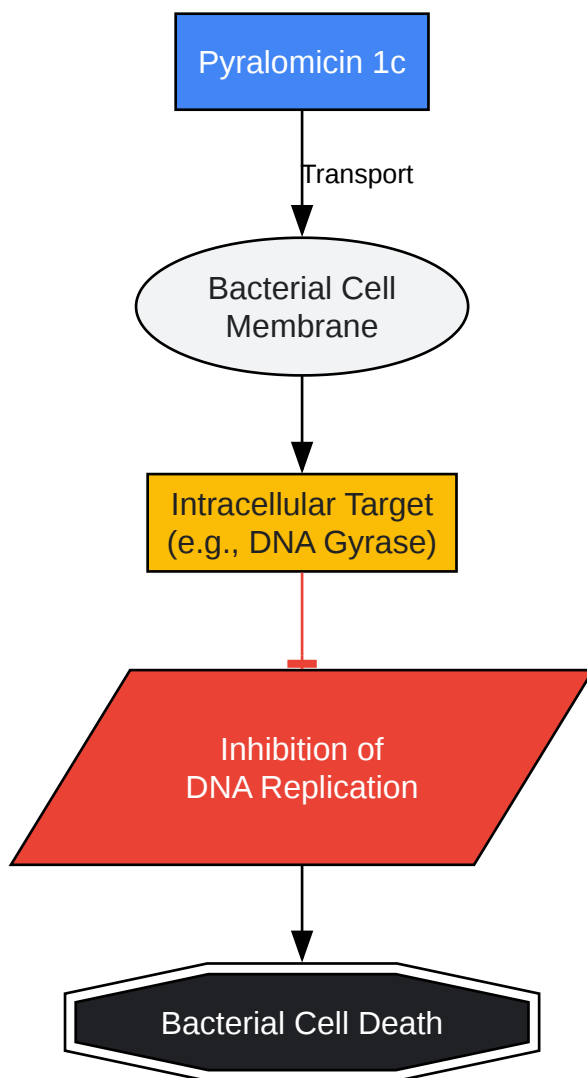 Pyralomicin 1c
Transport
Bacterial Cell
Membrane
Intracellular Target
(e.g., DNA Gyrase)
Inhibition of
DNA Replication
Bacterial Cell Death